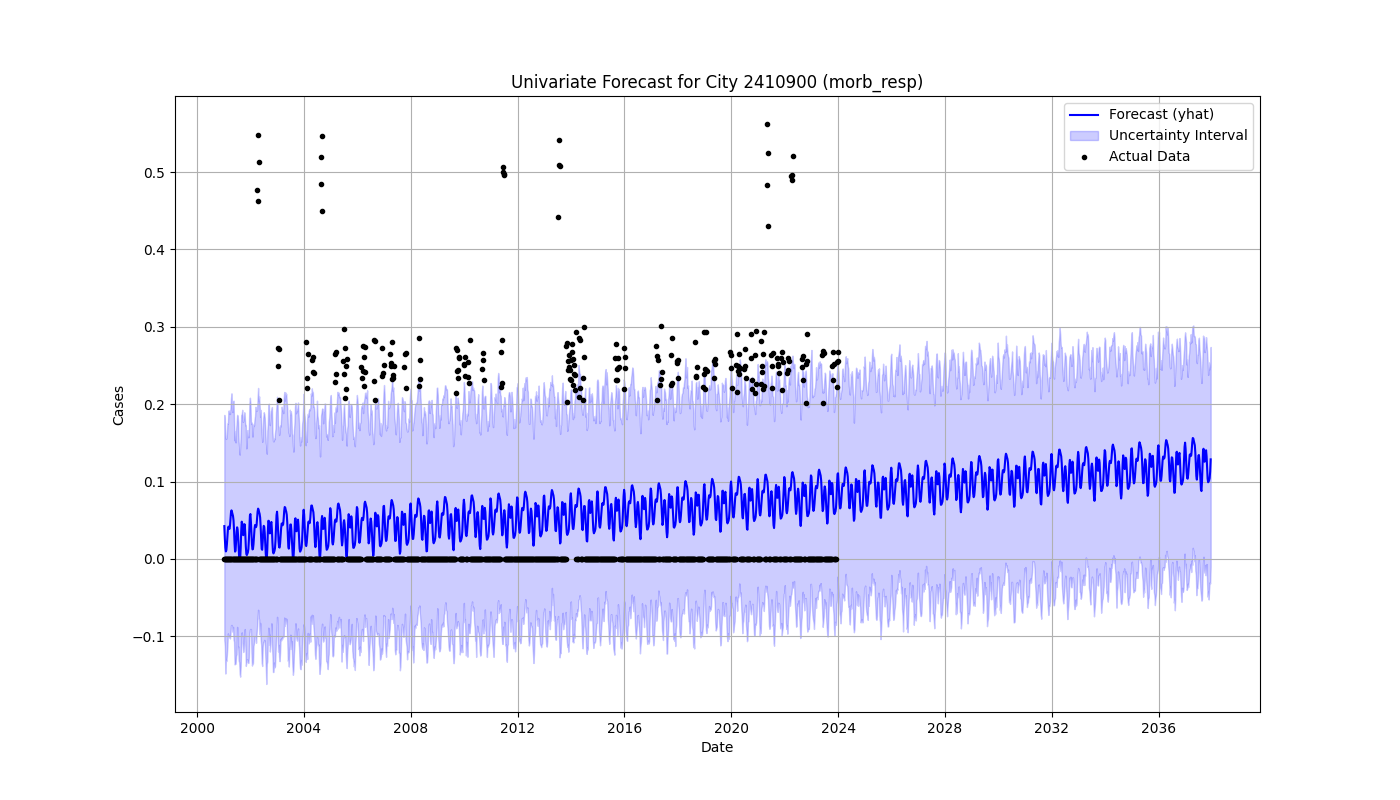 Univariate Forecast for City 2410900 (morb_resp)
Forecast (yhat)
Uncertainty Interval
Actual Data
Cases
0.5
0.4
0.3
0.2
0.1
0.0
−0.1
2000 2004 2008 2012 2016 2020 2024 2028 2032 2036
Date